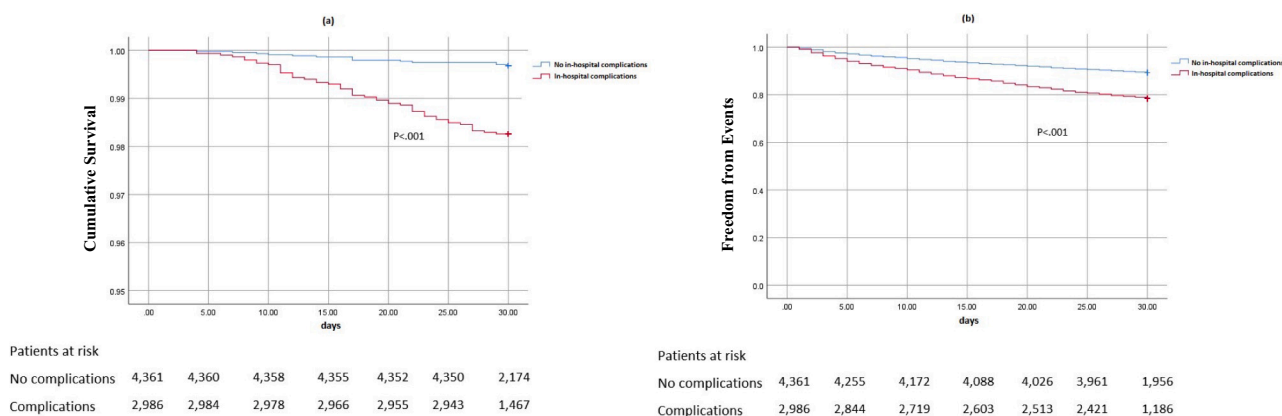 (a)
1.00
0.99
0.98
0.97
0.96
0.95
Cumulative Survival
P<.001
No in-hospital complications
In-hospital complications
.00 5.00 10.00 15.00 20.00 25.00 30.00
days
Patients at risk
No complications 4,361 4,360 4,358 4,355 4,352 4,350 2,174
Complications 2,986 2,984 2,978 2,966 2,955 2,943 1,467
(b)
1.0
0.8
0.6
0.4
0.2
0.0
Freedom from Events
P<.001
No in-hospital complications
In-hospital complications
.00 5.00 10.00 15.00 20.00 25.00 30.00
days
Patients at risk
No complications 4,361 4,255 4,172 4,088 4,026 3,961 1,956
Complications 2,986 2,844 2,719 2,603 2,513 2,421 1,186